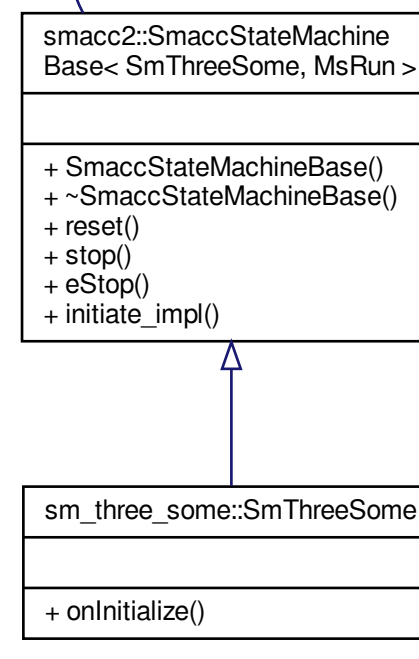 smacc2::SmaccStateMachine
Base< SmThreeSome, MsRun >
+ SmaccStateMachineBase()
+ ~SmaccStateMachineBase()
+ reset()
+ stop()
+ eStop()
+ initiate_impl()
sm_three_some::SmThreeSome
+ onInitialize()